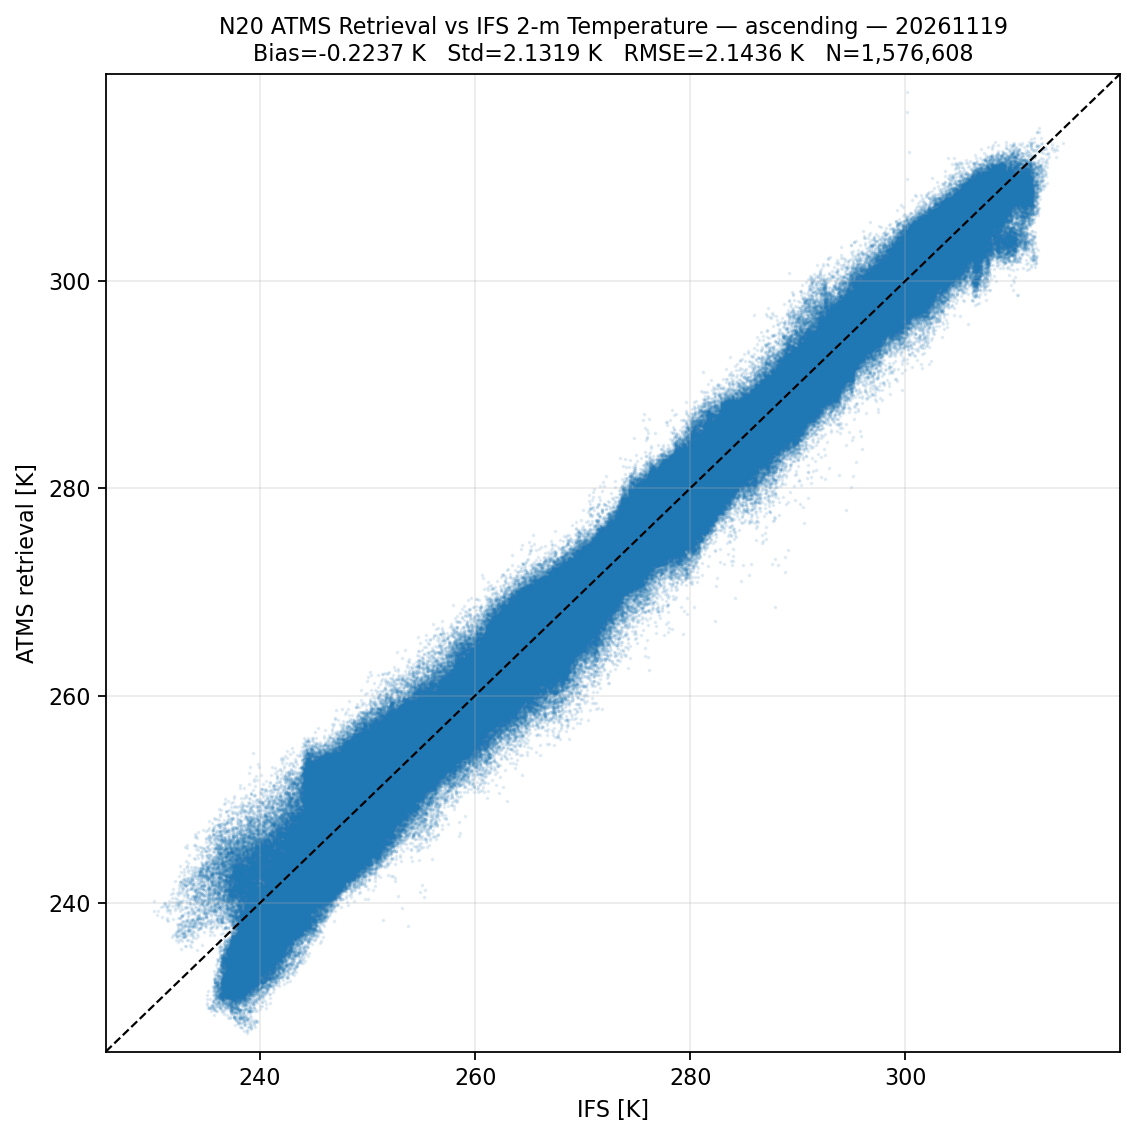 N20 ATMS Retrieval vs IFS 2-m Temperature — ascending — 20261119
Bias=-0.2237 K   Std=2.1319 K   RMSE=2.1436 K   N=1,576,608
300
280
260
240
ATMS retrieval [K]
240
260
280
300
IFS [K]